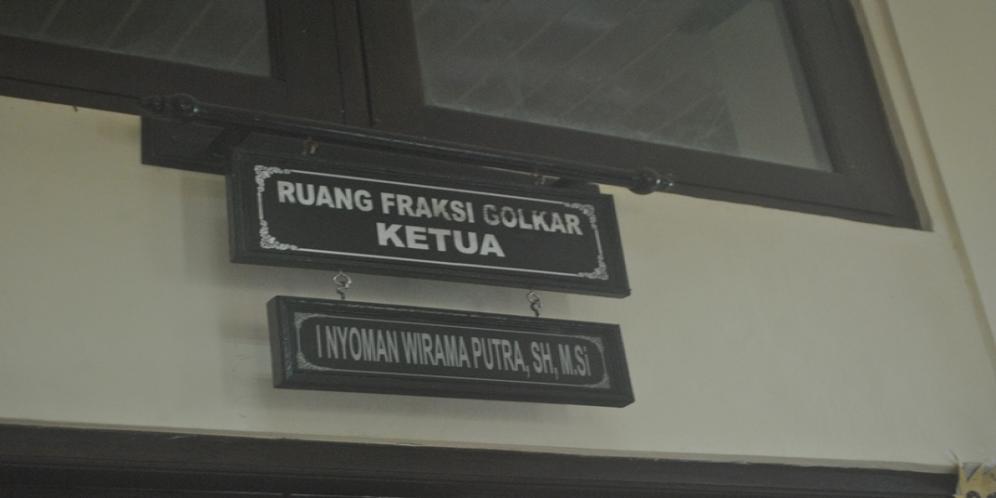 RUANG FRAKSI GOLKAR
KETUA
I NYOMAN WIRAMA PUTRA, SH, M.Si